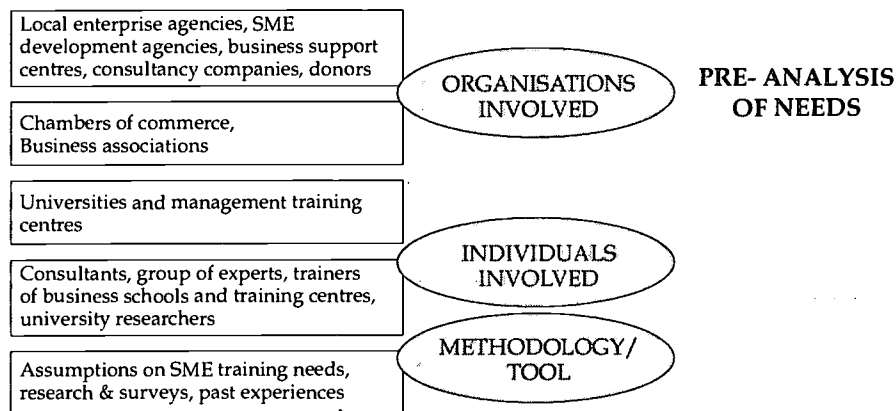 Local enterprise agencies, SME
development agencies, business support
centres, consultancy companies, donors
ORGANISATIONS
INVOLVED
PRE- ANALYSIS
OF NEEDS
Chambers of commerce,
Business associations
Universities and management training
centres
INDIVIDUALS
INVOLVED
Consultants, group of experts, trainers
of business schools and training centres,
university researchers
METHODOLOGY/
TOOL
Assumptions on SME training needs,
research & surveys, past experiences